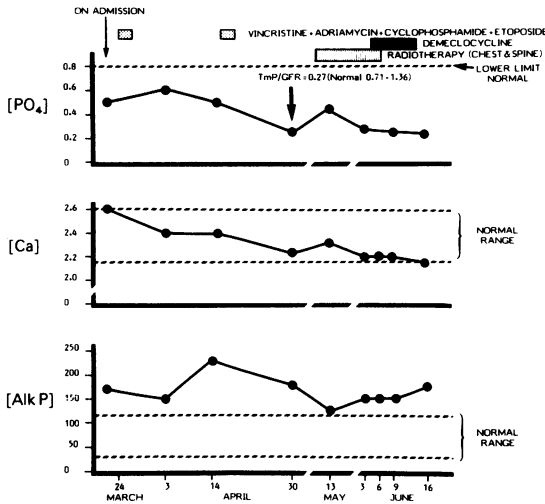 ON ADMISSION
VINCRISTINE + ADRIAMYCIN + CYCLOPHOSPHAMIDE + ETOPOSIDE
DEMECLOCYCLINE
RADIOTHERAPY (CHEST & SPINE)
LOWER LIMIT
NORMAL
TmP/GFR = 0.27 (Normal 0.71 - 1.36)
[PO4]
0.8
0.6
0.4
0.2
0
[Ca]
2.6
2.4
2.2
2.0
0
NORMAL
RANGE
[Alk P]
250
200
150
100
50
0
NORMAL
RANGE
24 3 14 30 13 3 6 9 16
MARCH APRIL MAY JUNE